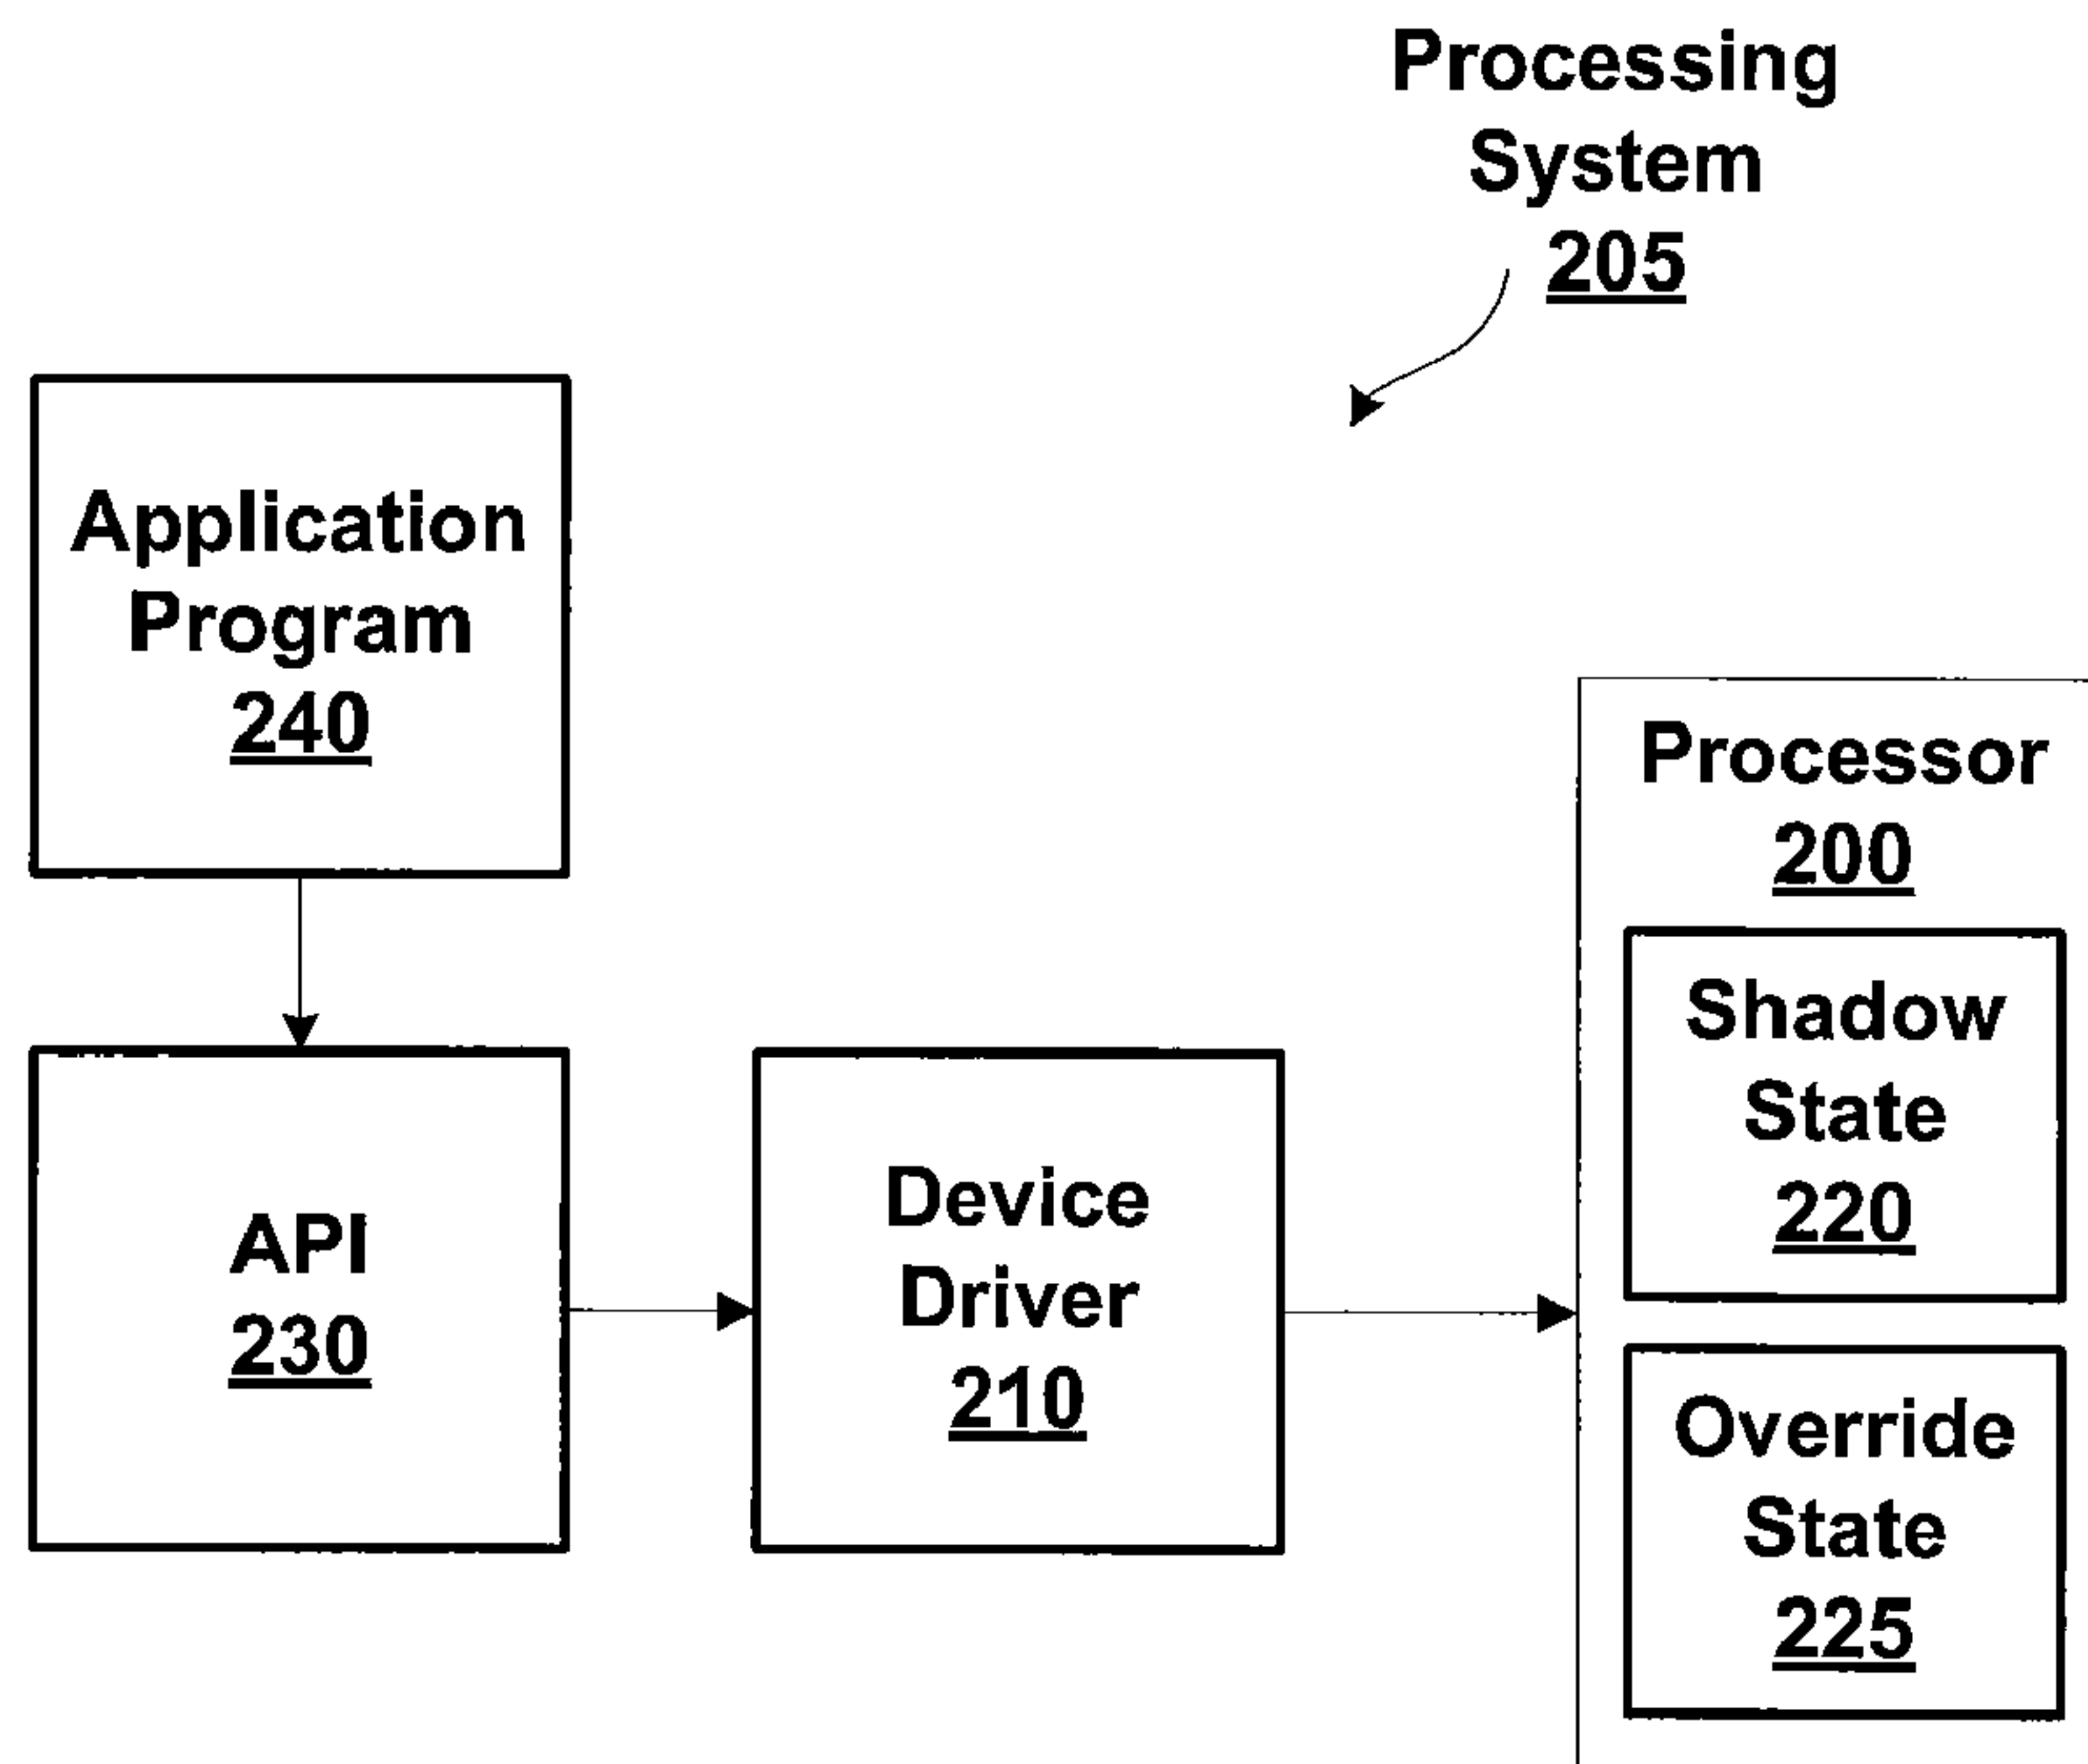 Processing
System
205
Application
Program
240
Processor
200
Shadow
State
220
API
230
Device
Driver
210
Override
State
225